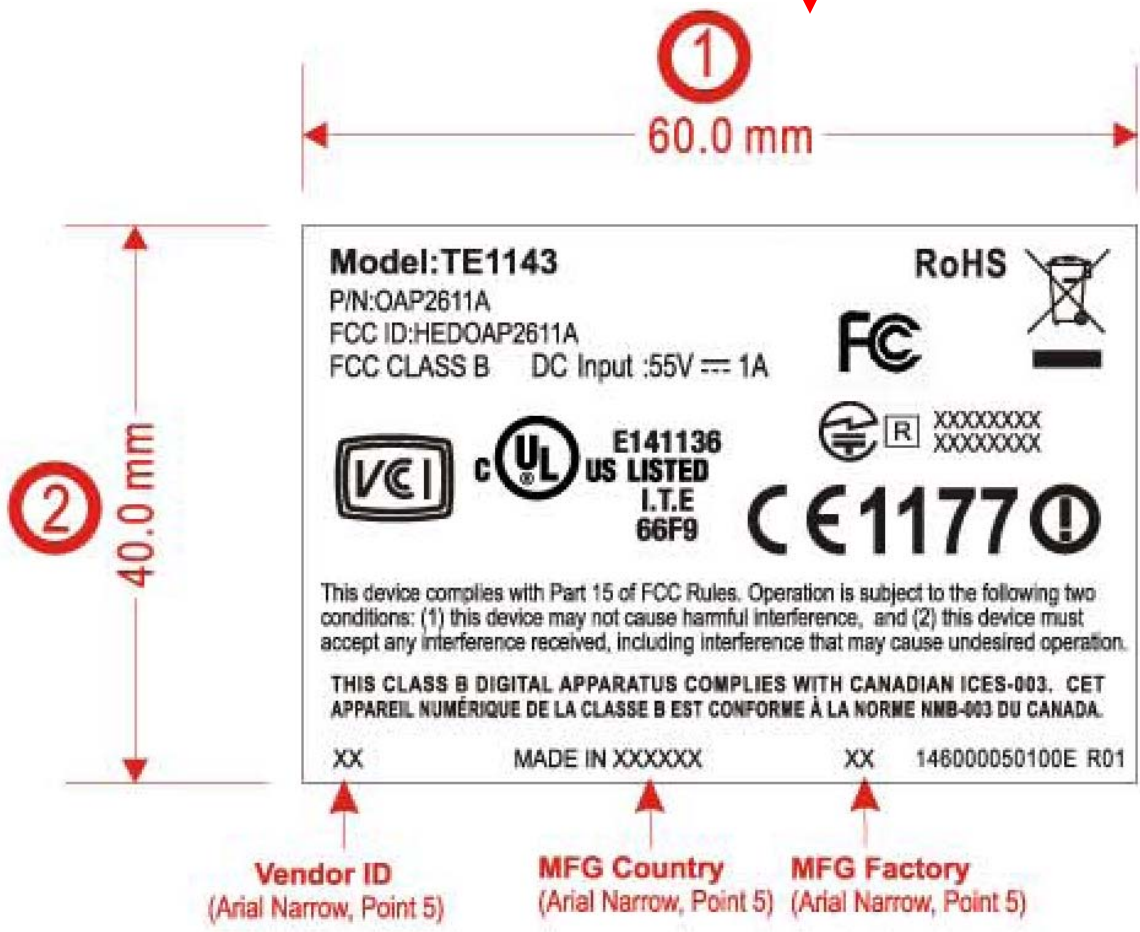 1
60.0 mm
2
40.0 mm
Model:TE1143
P/N:OAP2611A
FCC ID:HEDOAP2611A
FCC CLASS B DC Input :55V 1A
RoHS
FC
R XXXXXXXX
XXXXXXXX
VCI
C UL ® US LISTED
E141136
I.T.E
66F9
CE1177
This device complies with Part 15 of FCC Rules. Operation is subject to the following two
conditions: (1) this device may not cause harmful interference, and (2) this device must
accept any interference received, including interference that may cause undesired operation.
THIS CLASS B DIGITAL APPARATUS COMPLIES WITH CANADIAN ICES-003. CET
APPAREIL NUMÉRIQUE DE LA CLASSE B EST CONFORME À LA NORME NMB-003 DU CANADA.
XX MADE IN XXXXXX XX 146000050100E R01
Vendor ID
(Arial Narrow, Point 5)
MFG Country
(Arial Narrow, Point 5)
MFG Factory
(Arial Narrow, Point 5)